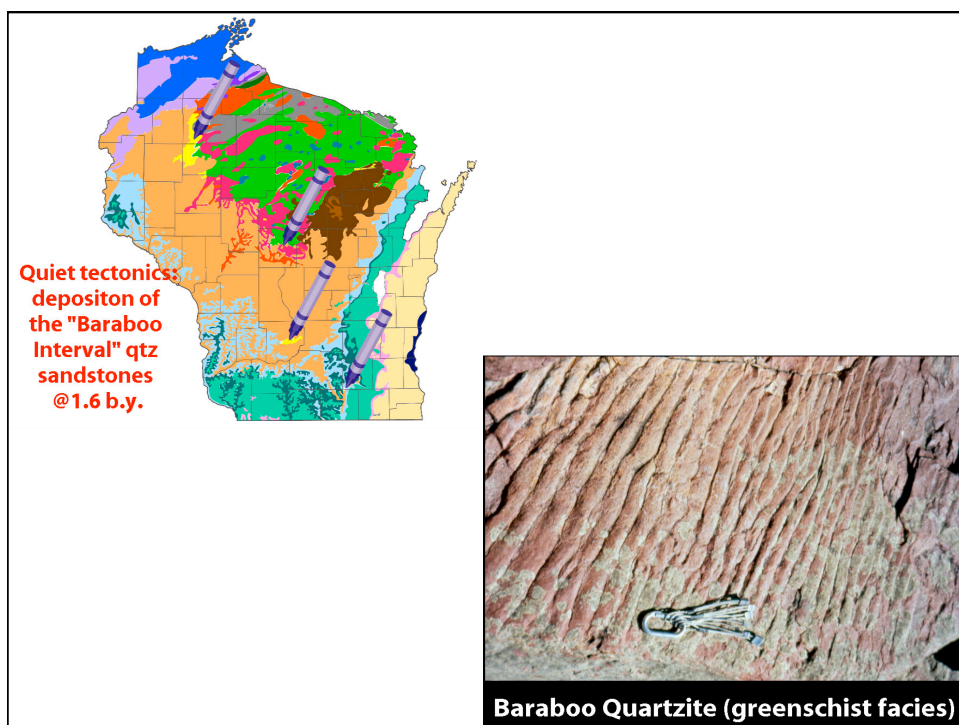 Quiet tectonics:
depositon of
the "Baraboo
Interval" qtz
sandstones
@1.6 b.y.
Baraboo Quartzite (greenschist facies)